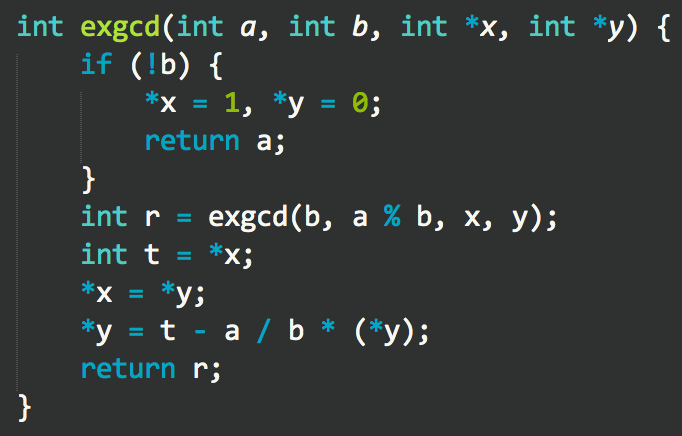 int exgcd(int a, int b, int *x, int *y) {
    if (!b) {
        *x = 1, *y = 0;
        return a;
    }
    int r = exgcd(b, a % b, x, y);
    int t = *x;
    *x = *y;
    *y = t - a / b * (*y);
    return r;
}